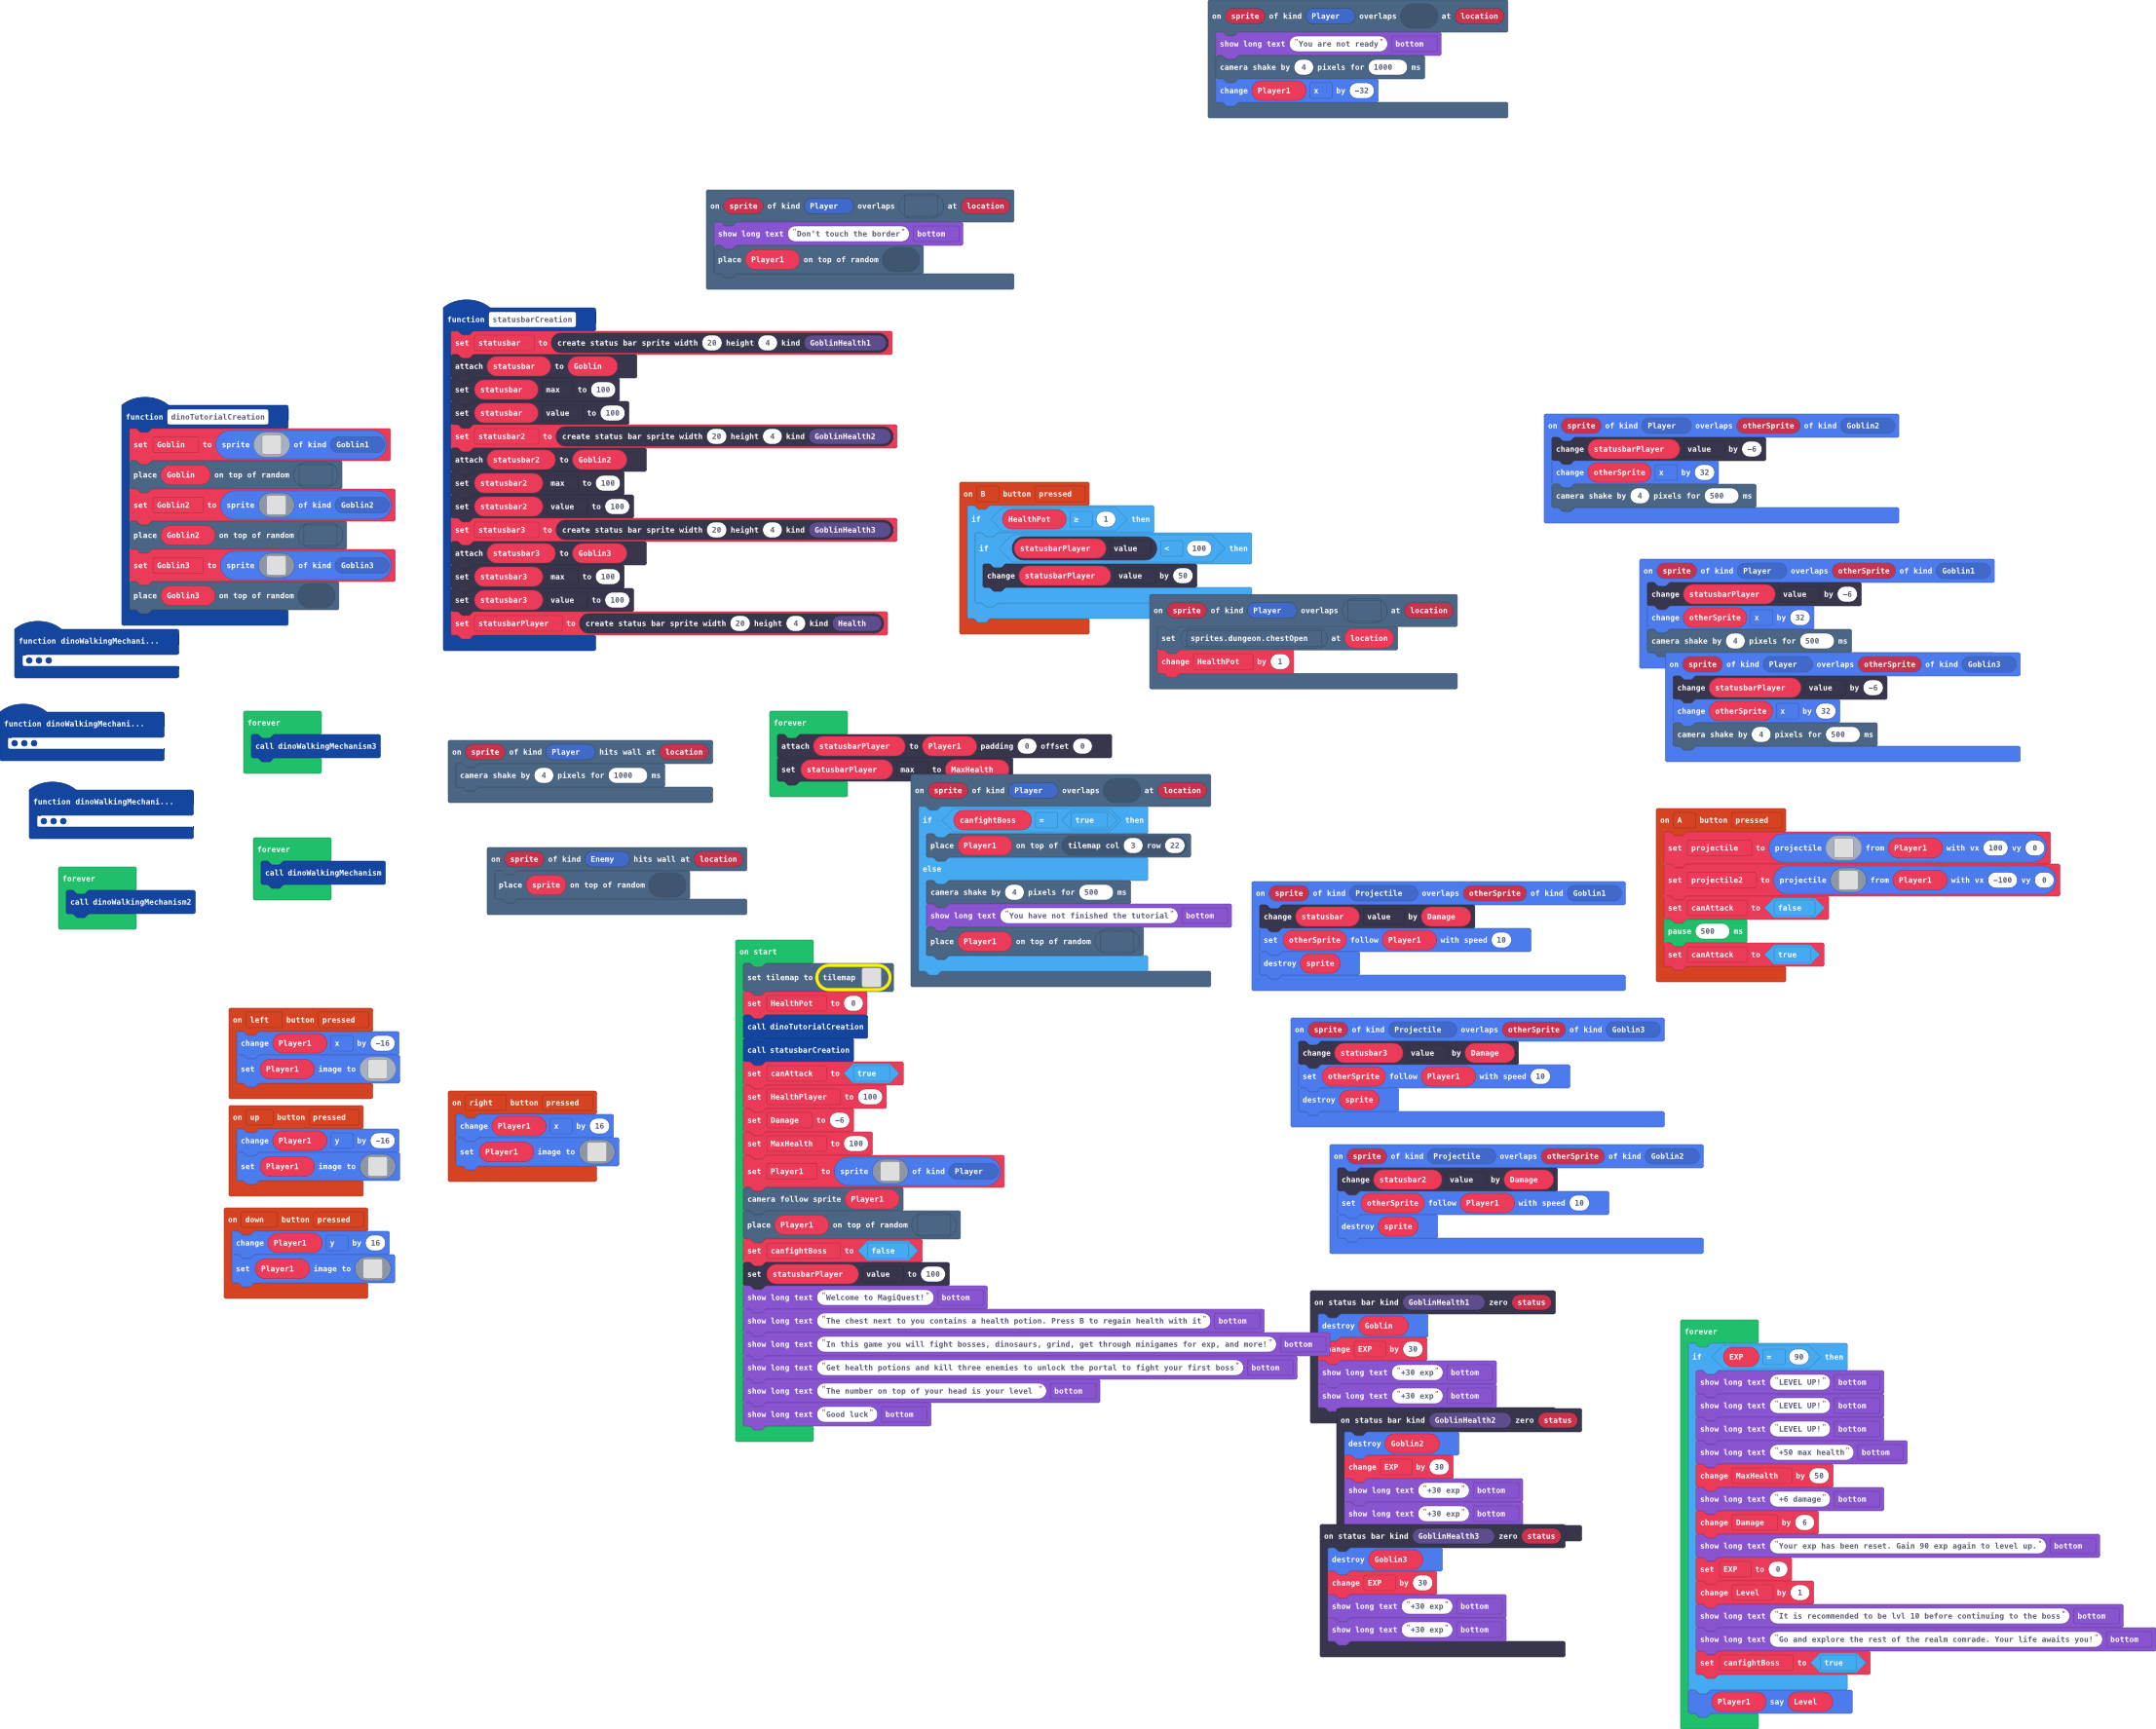 on sprite of kind Player overlaps at location
show long text "You are not ready" bottom
camera shake by 4 pixels for 1000 ms
change Player1 x by -32
on sprite of kind Player overlaps at location
show long text "Don't touch the border" bottom
place Player1 on top of random
function statusbarCreation
set statusbar to create status bar sprite width 20 height 4 kind GoblinHealth1
attach statusbar to Goblin
set statusbar max to 100
set statusbar value to 100
set statusbar2 to create status bar sprite width 20 height 4 kind GoblinHealth2
attach statusbar2 to Goblin2
set statusbar2 max to 100
set statusbar2 value to 100
set statusbar3 to create status bar sprite width 20 height 4 kind GoblinHealth3
attach statusbar3 to Goblin3
set statusbar3 max to 100
set statusbar3 value to 100
set statusbarPlayer to create status bar sprite width 20 height 4 kind Health
function dinoTutorialCreation
set Goblin to sprite of kind Goblin1
place Goblin on top of random
set Goblin2 to sprite of kind Goblin2
place Goblin2 on top of random
set Goblin3 to sprite of kind Goblin3
place Goblin3 on top of random
function dinoWalkingMechani...
function dinoWalkingMechani...
function dinoWalkingMechani...
forever
call dinoWalkingMechanism3
forever
call dinoWalkingMechanism
forever
call dinoWalkingMechanism2
on B button pressed
if HealthPot ≥ 1 then
if statusbarPlayer value < 100 then
change statusbarPlayer value by 50
on sprite of kind Player overlaps at location
set sprites.dungeon.chestOpen at location
change HealthPot by 1
on sprite of kind Player overlaps otherSprite of kind Goblin2
change statusbarPlayer value by -6
change otherSprite x by 32
camera shake by 4 pixels for 500 ms
on sprite of kind Player overlaps otherSprite of kind Goblin1
change statusbarPlayer value by -6
change otherSprite x by 32
camera shake by 4 pixels for 500 ms
on sprite of kind Player overlaps otherSprite of kind Goblin3
change statusbarPlayer value by -6
change otherSprite x by 32
camera shake by 4 pixels for 500 ms
on sprite of kind Player hits wall at location
camera shake by 4 pixels for 1000 ms
forever
attach statusbarPlayer to Player1 padding 0 offset 0
set statusbarPlayer max to MaxHealth
on sprite of kind Player overlaps at location
if canfightBoss = true then
place Player1 on top of tilemap col 3 row 22
else
camera shake by 4 pixels for 500 ms
show long text "You have not finished the tutorial" bottom
place Player1 on top of random
on sprite of kind Enemy hits wall at location
place sprite on top of random
on A button pressed
set projectile to projectile from Player1 with vx 100 vy 0
set projectile2 to projectile from Player1 with vx -100 vy 0
set canAttack to false
pause 500 ms
set canAttack to true
on sprite of kind Projectile overlaps otherSprite of kind Goblin1
change statusbar value by Damage
set otherSprite follow Player1 with speed 10
destroy sprite
on sprite of kind Projectile overlaps otherSprite of kind Goblin3
change statusbar3 value by Damage
set otherSprite follow Player1 with speed 10
destroy sprite
on sprite of kind Projectile overlaps otherSprite of kind Goblin2
change statusbar2 value by Damage
set otherSprite follow Player1 with speed 10
destroy sprite
on left button pressed
change Player1 x by -16
set Player1 image to
on up button pressed
change Player1 y by -16
set Player1 image to
on down button pressed
change Player1 y by 16
set Player1 image to
on right button pressed
change Player1 x by 16
set Player1 image to
on start
set tilemap to tilemap
set HealthPot to 0
call dinoTutorialCreation
call statusbarCreation
set canAttack to true
set HealthPlayer to 100
set Damage to -6
set MaxHealth to 100
set Player1 to sprite of kind Player
camera follow sprite Player1
place Player1 on top of random
set canfightBoss to false
set statusbarPlayer value to 100
show long text "Welcome to MagiQuest!" bottom
show long text "The chest next to you contains a health potion. Press B to regain health with it" bottom
show long text "In this game you will fight bosses, dinosaurs, grind, get through minigames for exp, and more!" bottom
show long text "Get health potions and kill three enemies to unlock the portal to fight your first boss" bottom
show long text "The number on top of your head is your level " bottom
show long text "Good luck" bottom
on status bar kind GoblinHealth1 zero status
destroy Goblin
ange EXP by 30
show long text "+30 exp" bottom
show long text "+30 exp" bottom
on status bar kind GoblinHealth2 zero status
destroy Goblin2
change EXP by 30
show long text "+30 exp" bottom
show long text "+30 exp" bottom
on status bar kind GoblinHealth3 zero status
destroy Goblin3
change EXP by 30
show long text "+30 exp" bottom
show long text "+30 exp" bottom
forever
if EXP = 90 then
show long text "LEVEL UP!" bottom
show long text "LEVEL UP!" bottom
show long text "LEVEL UP!" bottom
show long text "+50 max health" bottom
change MaxHealth by 50
show long text "+6 damage" bottom
change Damage by 6
show long text "Your exp has been reset. Gain 90 exp again to level up." bottom
set EXP to 0
change Level by 1
show long text "It is recommended to be lvl 10 before continuing to the boss" bottom
show long text "Go and explore the rest of the realm comrade. Your life awaits you!" bottom
set canfightBoss to true
Player1 say Level